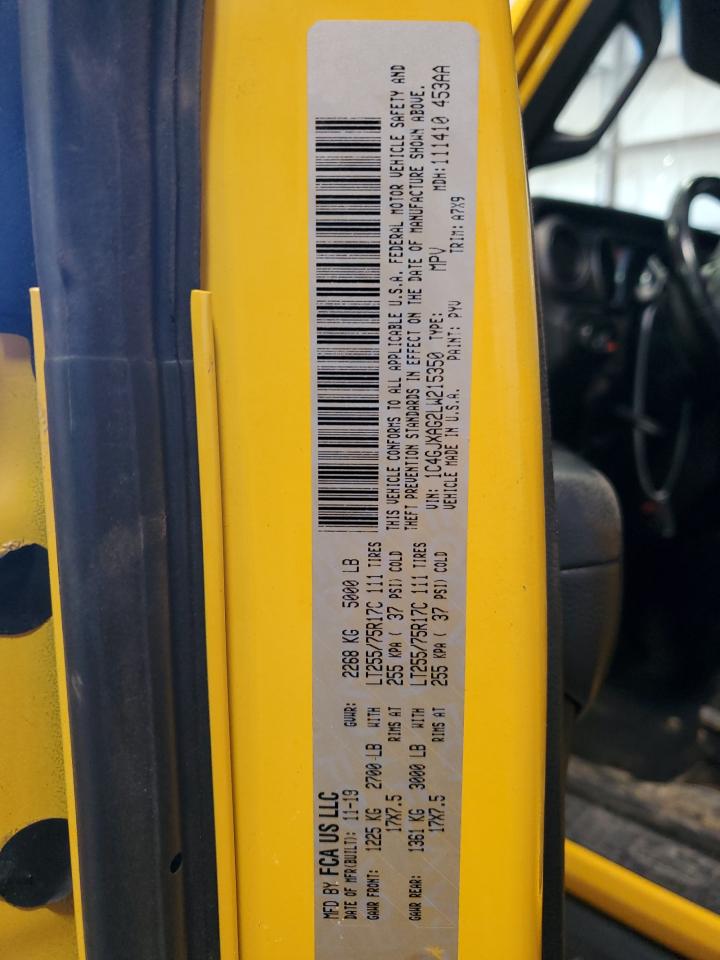 MFD BY FCA US LLC
DATE OF MFR(BUILT): 11-19 GVWR: 2268 KG 5000 LB
GAWR FRONT: 1225 KG 2700 LB WITH LT255/75R17C 111 TIRES
17X7.5 RIMS AT 255 KPA ( 37 PSI) COLD
GAWR REAR: 1361 KG 3000 LB WITH LT255/75R17C 111 TIRES
17X7.5 RIMS AT 255 KPA ( 37 PSI) COLD
THIS VEHICLE CONFORMS TO ALL APPLICABLE U.S.A. FEDERAL MOTOR VEHICLE SAFETY AND
THEFT PREVENTION STANDARDS IN EFFECT ON THE DATE OF MANUFACTURE SHOWN ABOVE.
VIN: 1C4GJXAG2LW215350 TYPE: MPV MDH: 111410 453AA
VEHICLE MADE IN U.S.A. PAINT: PYV TRIM: A7X9